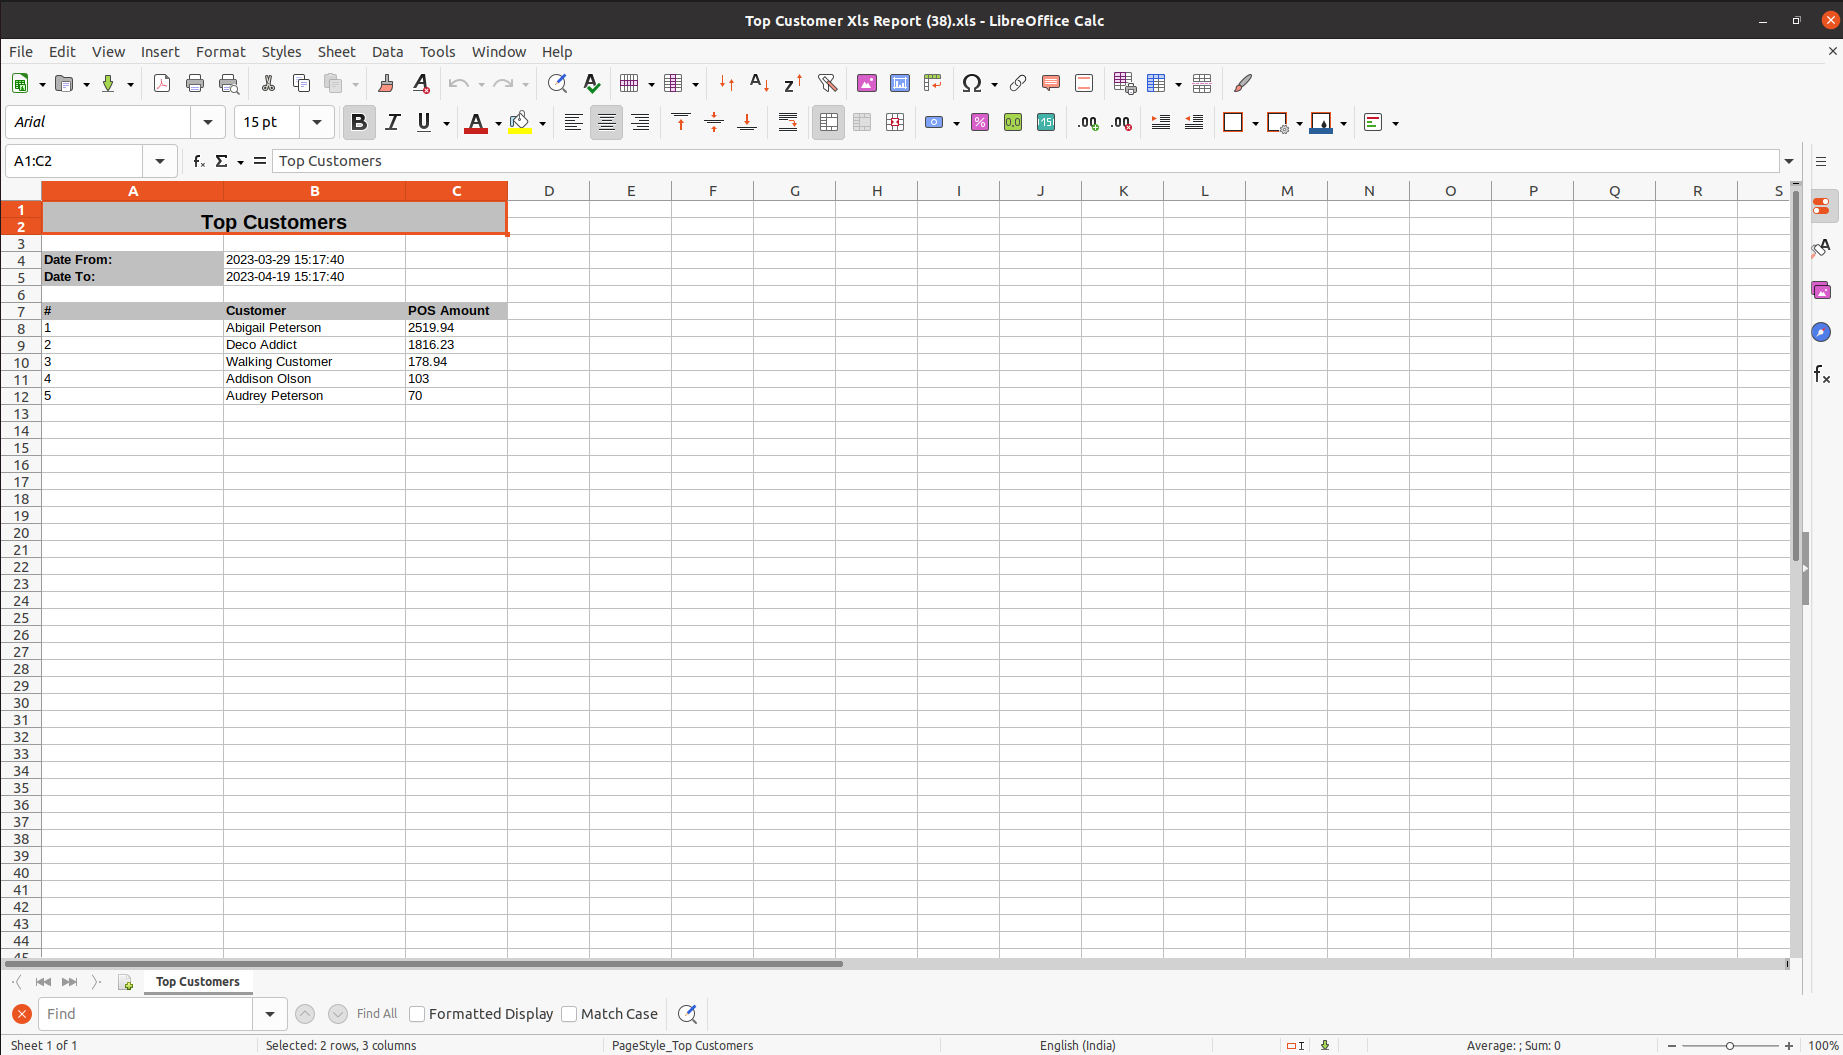 Top Customer Xls Report (38).xls - LibreOffice Calc
File Edit View Insert Format Styles Sheet Data Tools Window Help
Arial 15 pt
A1:C2 Top Customers
A B C D E F G H I J K L M N O P Q R S
1
2 Top Customers
3
4 Date From: 2023-03-29 15:17:40
5 Date To: 2023-04-19 15:17:40
6
7 # Customer POS Amount
8 1 Abigail Peterson 2519.94
9 2 Deco Addict 1816.23
10 3 Walking Customer 178.94
11 4 Addison Olson 103
12 5 Audrey Peterson 70
13
14
15
16
17
18
19
20
21
22
23
24
25
26
27
28
29
30
31
32
33
34
35
36
37
38
39
40
41
42
43
44
45
Top Customers
Find Find All Formatted Display Match Case
Sheet 1 of 1 Selected: 2 rows, 3 columns PageStyle_Top Customers English (India) Average: ; Sum: 0 100%